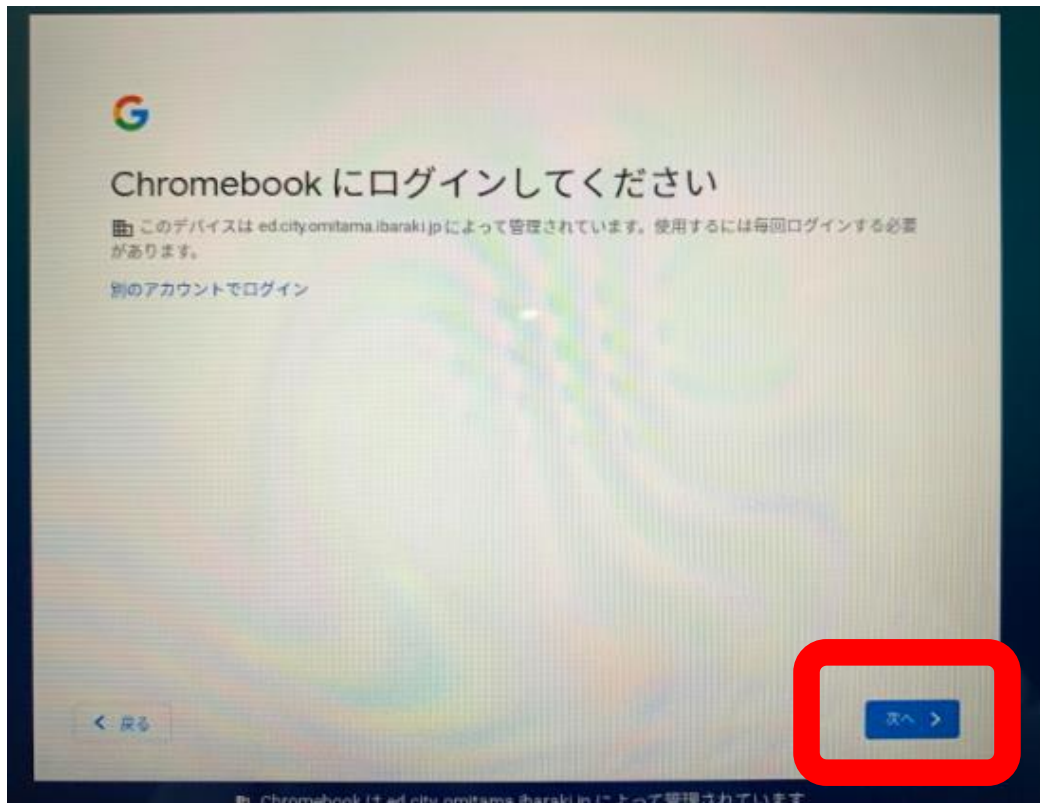 Chromebook にログインしてください
このデバイスは ed.city.omitama.ibaraki.jp によって管理されています。使用するには毎回ログインする必要
があります。
別のアカウントでログイン
戻る
次へ
Chromebook は ed.city.omitama.ibaraki.jp によって管理されています